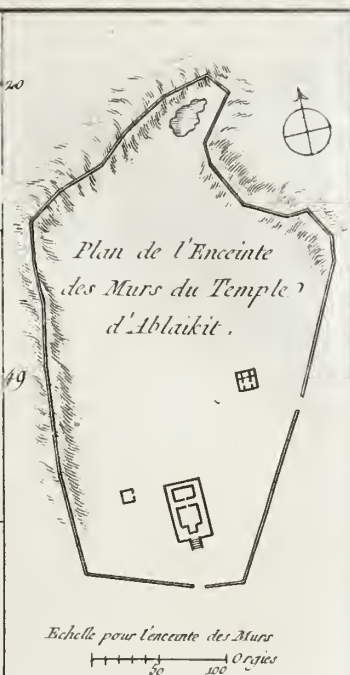 20
Plan de l'Enceinte
des Murs du Temple
d'Ablaikit.
49
Echelle pour l'enceinte des Murs
50 100 Orgies